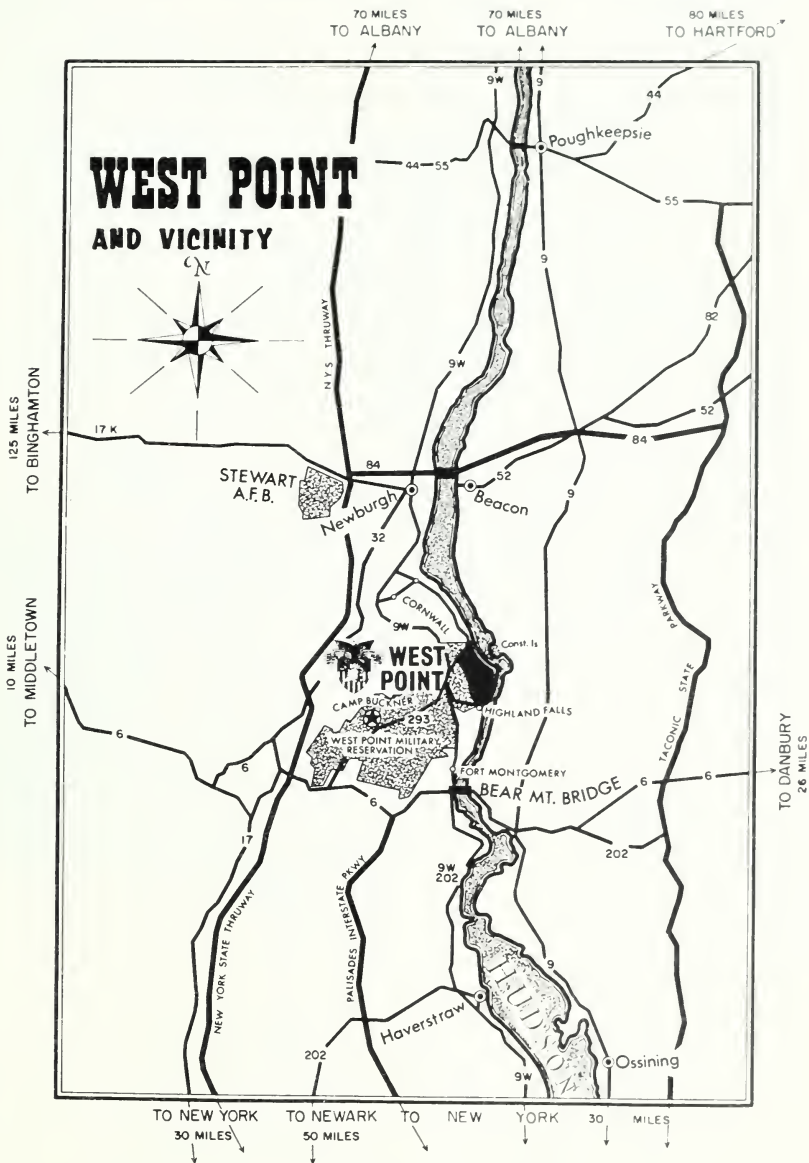 70 MILES
TO ALBANY
70 MILES
TO ALBANY
80 MILES
TO HARTFORD
9W
9
44
Poughkeepsie
44
55
WEST POINT
AND VICINITY
55
N
9
NYS THRUWAY
82
9W
125 MILES
TO BINGHAMTON
17 K
52
84
84
STEWART
A.F.B.
52
Newburgh
Beacon
9
32
10 MILES
TO MIDDLETOWN
CORNWALL
TACONIC STATE PARKWAY
9W
Const. Is
WEST
POINT
CAMP BUCKNER
293
HIGHLAND FALLS
WEST POINT MILITARY
RESERVATION
6
6
FORT MONTGOMERY
BEAR MT. BRIDGE
6
6
6
TO DANBURY
26 MILES
17
202
9W
202
NEW YORK STATE THRUWAY
PALISADES INTERSTATE PKWY
9
HUDSON
Haverstraw
202
Ossining
9W
TO NEW YORK
30 MILES
TO NEWARK
50 MILES
TO NEW YORK 30 MILES